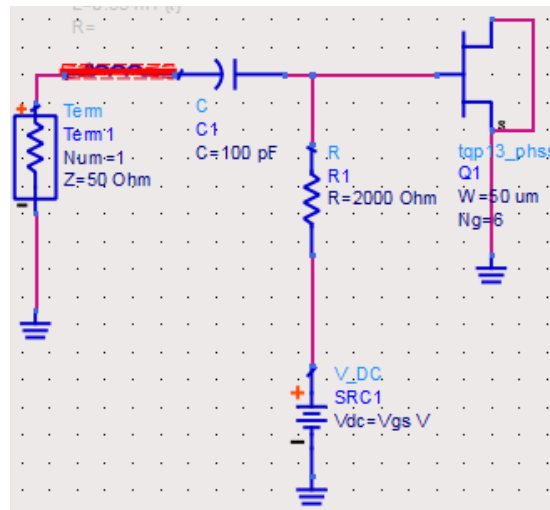 R=
Term
Term1
Num=1
Z=50 Ohm
C
C1
C=100 pF
R
R1
R=2000 Ohm
s
Q1
W=50 um
Ng=6
V_DC
SRC1
Vdc=Vgs V